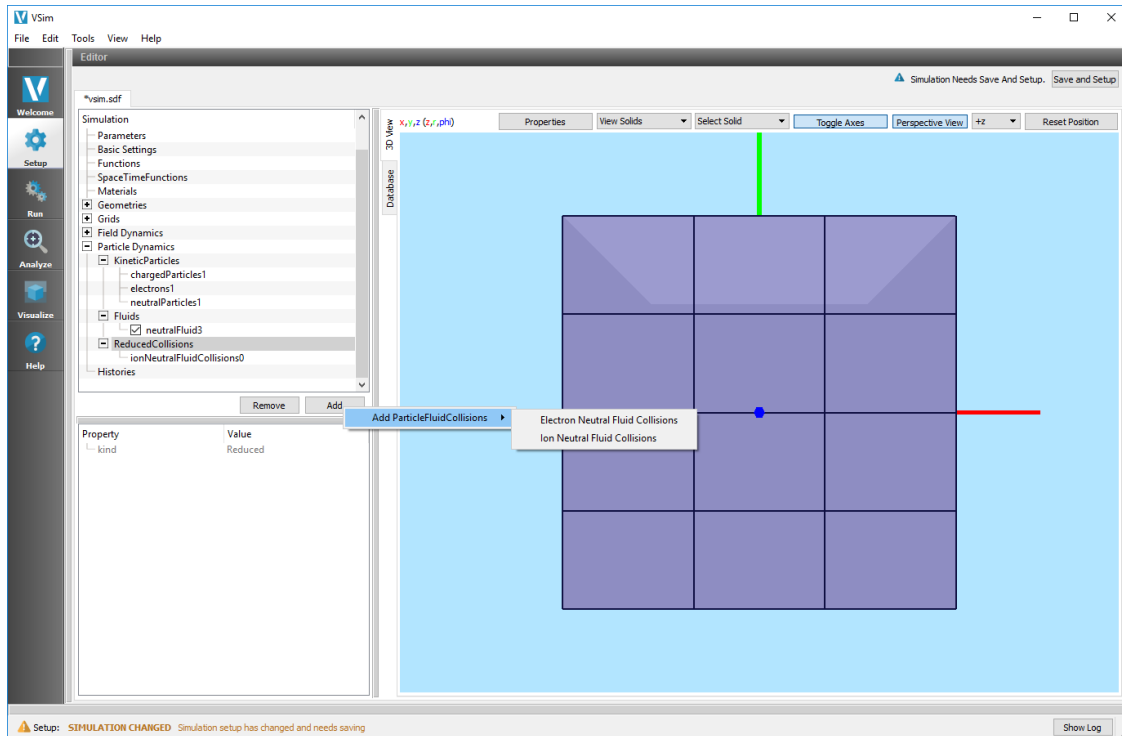 VSim
File Edit Tools View Help
Editor
Simulation Needs Save And Setup. Save and Setup
*vsim.sdf
Welcome
Setup
Run
Analyze
Visualize
Help
Simulation
Parameters
Basic Settings
Functions
SpaceTimeFunctions
Materials
Geometries
Grids
Field Dynamics
Particle Dynamics
KineticParticles
chargedParticles1
electrons1
neutralParticles1
Fluids
neutralFluid3
ReducedCollisions
ionNeutralFluidCollisions0
Histories
Remove Add
Add ParticleFluidCollisions
Electron Neutral Fluid Collisions
Ion Neutral Fluid Collisions
Property Value
kind Reduced
3D View
Database
x,y,z (z,r,phi) Properties View Solids Select Solid Toggle Axes Perspective View +z Reset Position
Setup: SIMULATION CHANGED Simulation setup has changed and needs saving Show Log